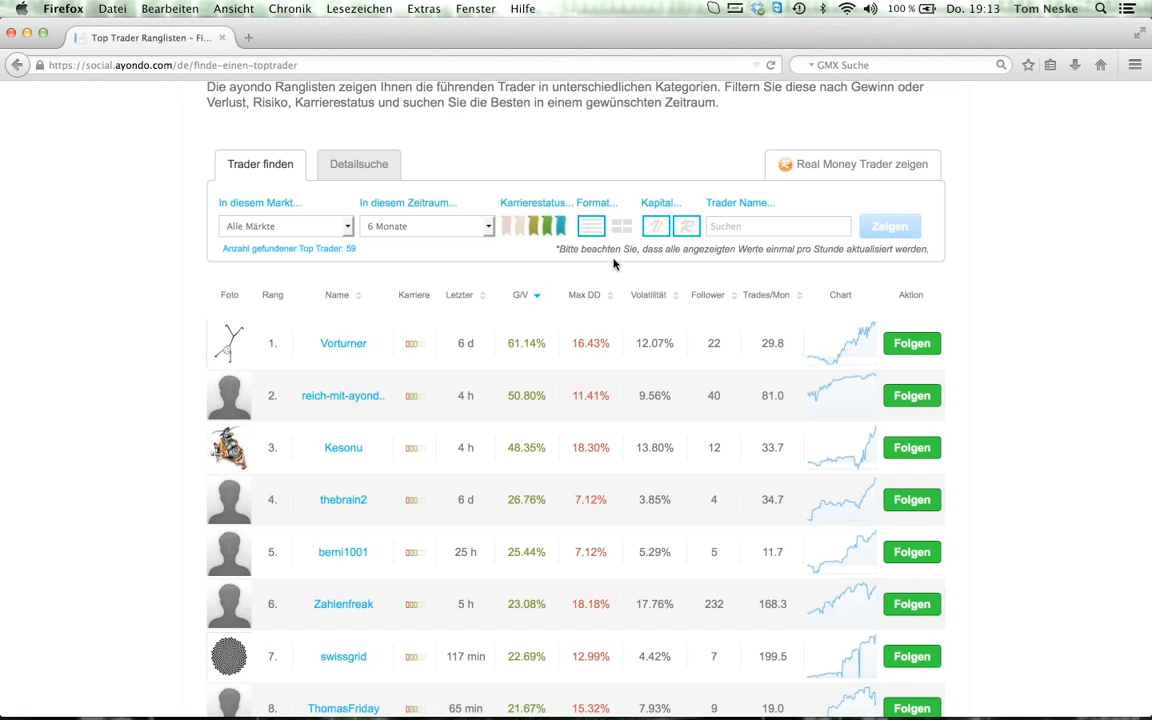 Firefox Datei Bearbeiten Ansicht Chronik Lesezeichen Extras Fenster Hilfe 100 % Do. 19:13 Tom Neske
Top Trader Ranglisten – Fi...
https://social.ayondo.com/de/finde-einen-toptrader GMX Suche
Die ayondo Ranglisten zeigen Ihnen die führenden Trader in unterschiedlichen Kategorien. Filtern Sie diese nach Gewinn oder
Verlust, Risiko, Karrierestatus und suchen Sie die Besten in einem gewünschten Zeitraum.
Trader finden Detailsuche Real Money Trader zeigen
In diesem Markt... In diesem Zeitraum... Karrierestatus... Format... Kapital... Trader Name...
Alle Märkte 6 Monate V R Suchen Zeigen
Anzahl gefundener Top Trader: 59 *Bitte beachten Sie, dass alle angezeigten Werte einmal pro Stunde aktualisiert werden.
Foto Rang Name Karriere Letzter G/V Max DD Volatilität Follower Trades/Mon Chart Aktion
1. Vorturner 6 d 61.14% 16.43% 12.07% 22 29.8 Folgen
2. reich-mit-ayond.. 4 h 50.80% 11.41% 9.56% 40 81.0 Folgen
3. Kesonu 4 h 48.35% 18.30% 13.80% 12 33.7 Folgen
4. thebrain2 6 d 26.76% 7.12% 3.85% 4 34.7 Folgen
5. berni1001 25 h 25.44% 7.12% 5.29% 5 11.7 Folgen
6. Zahlenfreak 5 h 23.08% 18.18% 17.76% 232 168.3 Folgen
7. swissgrid 117 min 22.69% 12.99% 4.42% 7 199.5 Folgen
8. ThomasFriday 65 min 21.67% 15.32% 7.93% 9 19.0 Folgen